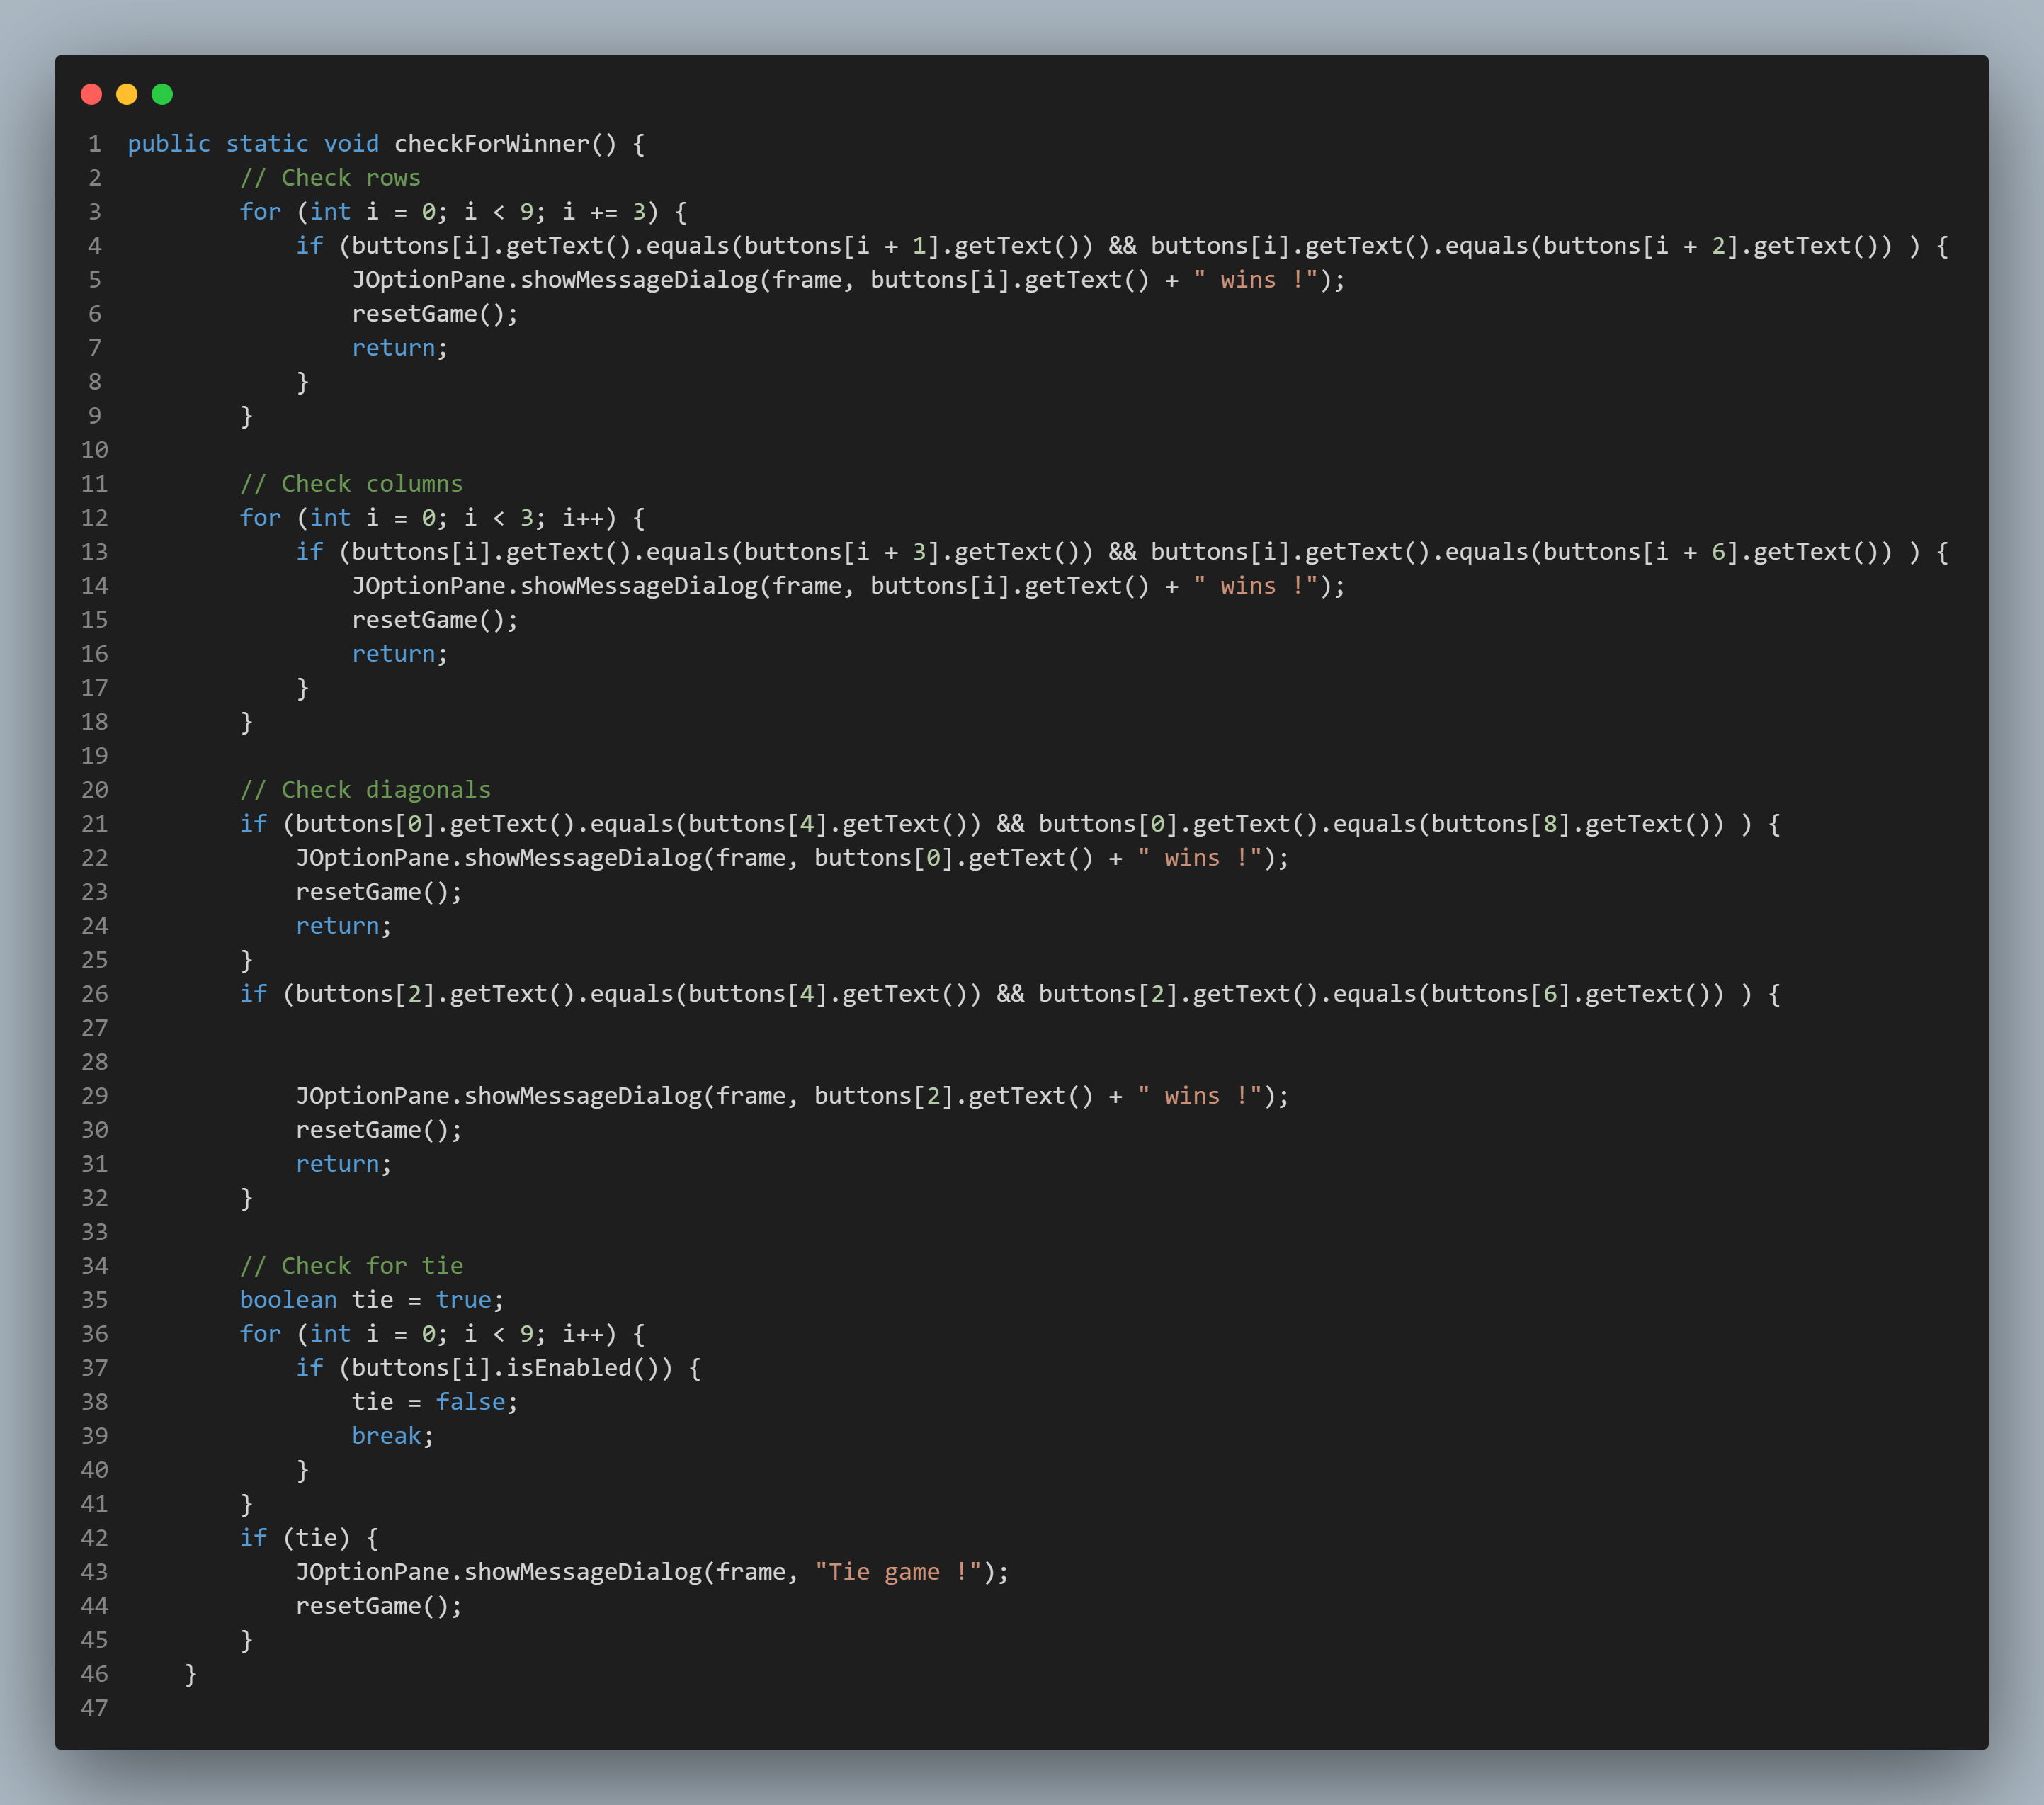 1 public static void checkForWinner() {
2         // Check rows
3         for (int i = 0; i < 9; i += 3) {
4             if (buttons[i].getText().equals(buttons[i + 1].getText()) && buttons[i].getText().equals(buttons[i + 2].getText()) ) {
5                 JOptionPane.showMessageDialog(frame, buttons[i].getText() + " wins !");
6                 resetGame();
7                 return;
8             }
9         }
10
11         // Check columns
12         for (int i = 0; i < 3; i++) {
13             if (buttons[i].getText().equals(buttons[i + 3].getText()) && buttons[i].getText().equals(buttons[i + 6].getText()) ) {
14                 JOptionPane.showMessageDialog(frame, buttons[i].getText() + " wins !");
15                 resetGame();
16                 return;
17             }
18         }
19
20         // Check diagonals
21         if (buttons[0].getText().equals(buttons[4].getText()) && buttons[0].getText().equals(buttons[8].getText()) ) {
22             JOptionPane.showMessageDialog(frame, buttons[0].getText() + " wins !");
23             resetGame();
24             return;
25         }
26         if (buttons[2].getText().equals(buttons[4].getText()) && buttons[2].getText().equals(buttons[6].getText()) ) {
27
28
29             JOptionPane.showMessageDialog(frame, buttons[2].getText() + " wins !");
30             resetGame();
31             return;
32         }
33
34         // Check for tie
35         boolean tie = true;
36         for (int i = 0; i < 9; i++) {
37             if (buttons[i].isEnabled()) {
38                 tie = false;
39                 break;
40             }
41         }
42         if (tie) {
43             JOptionPane.showMessageDialog(frame, "Tie game !");
44             resetGame();
45         }
46     }
47